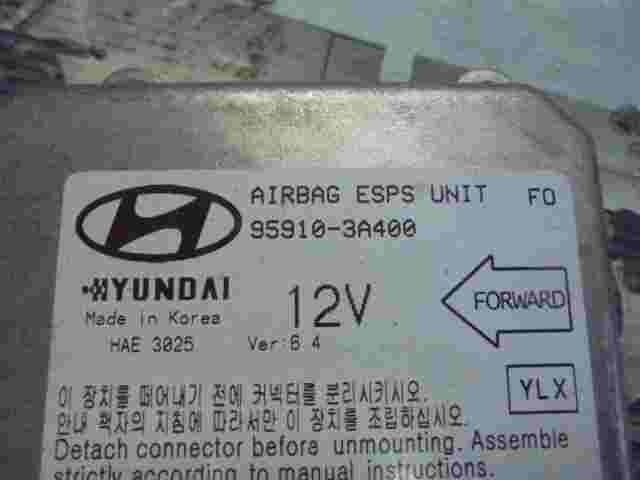 AIRBAG ESPS UNIT FO
95910-3A400
HYUNDAI 12V FORWARD
Made in Korea
HAE 3025 Ver:6.4
이 장치를 떼어내기 전에 커넥터를 분리시키시오. YLX
안내 책자의 지침에 따라서만 이 장치를 조립하십시오.
Detach connector before unmounting. Assemble
strictly according to manual instructions.